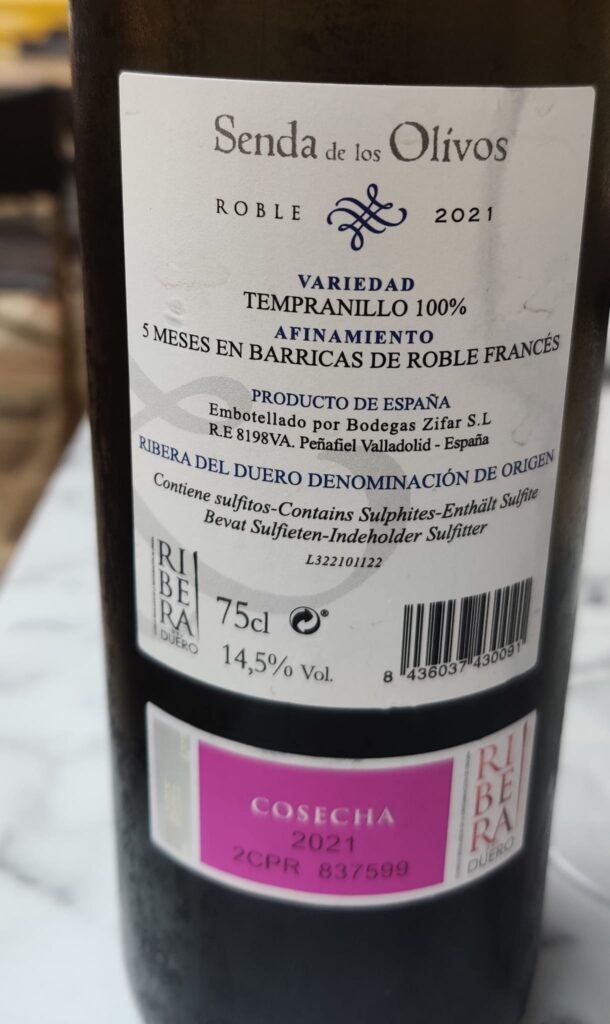 Senda de los Olivos
ROBLE 2021
VARIEDAD
TEMPRANILLO 100%
AFINAMIENTO
5 MESES EN BARRICAS DE ROBLE FRANCÉS
PRODUCTO DE ESPAÑA
Embotellado por Bodegas Zifar S.L
R.E 8198VA. Peñafiel Valladolid - España
RIBERA DEL DUERO DENOMINACIÓN DE ORIGEN
Contiene sulfitos-Contains Sulphites-Enthält Sulfite
Bevat Sulfieten-Indeholder Sulfitter
L322101122
RI
BE
RA
DEL
DUERO
75cl ®
14,5% Vol.
8 436037 430091
COSECHA
2021
2CPR 837599
RI
BE
RA
DEL
DUERO